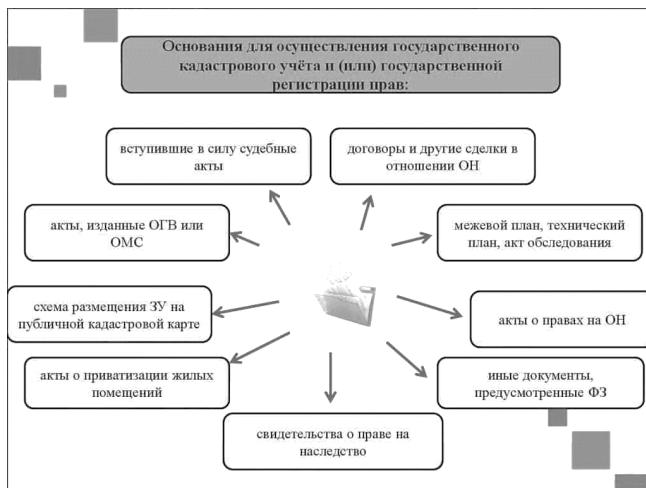 Основания для осуществления государственного
кадастрового учёта и (или) государственной
регистрации прав:
вступившие в силу судебные
акты
договоры и другие сделки в
отношении ОН
акты, изданные ОГВ или
ОМС
межевой план, технический
план, акт обследования
схема размещения ЗУ на
публичной кадастровой карте
акты о правах на ОН
акты о приватизации жилых
помещений
иные документы,
предусмотренные ФЗ
свидетельства о праве на
наследство